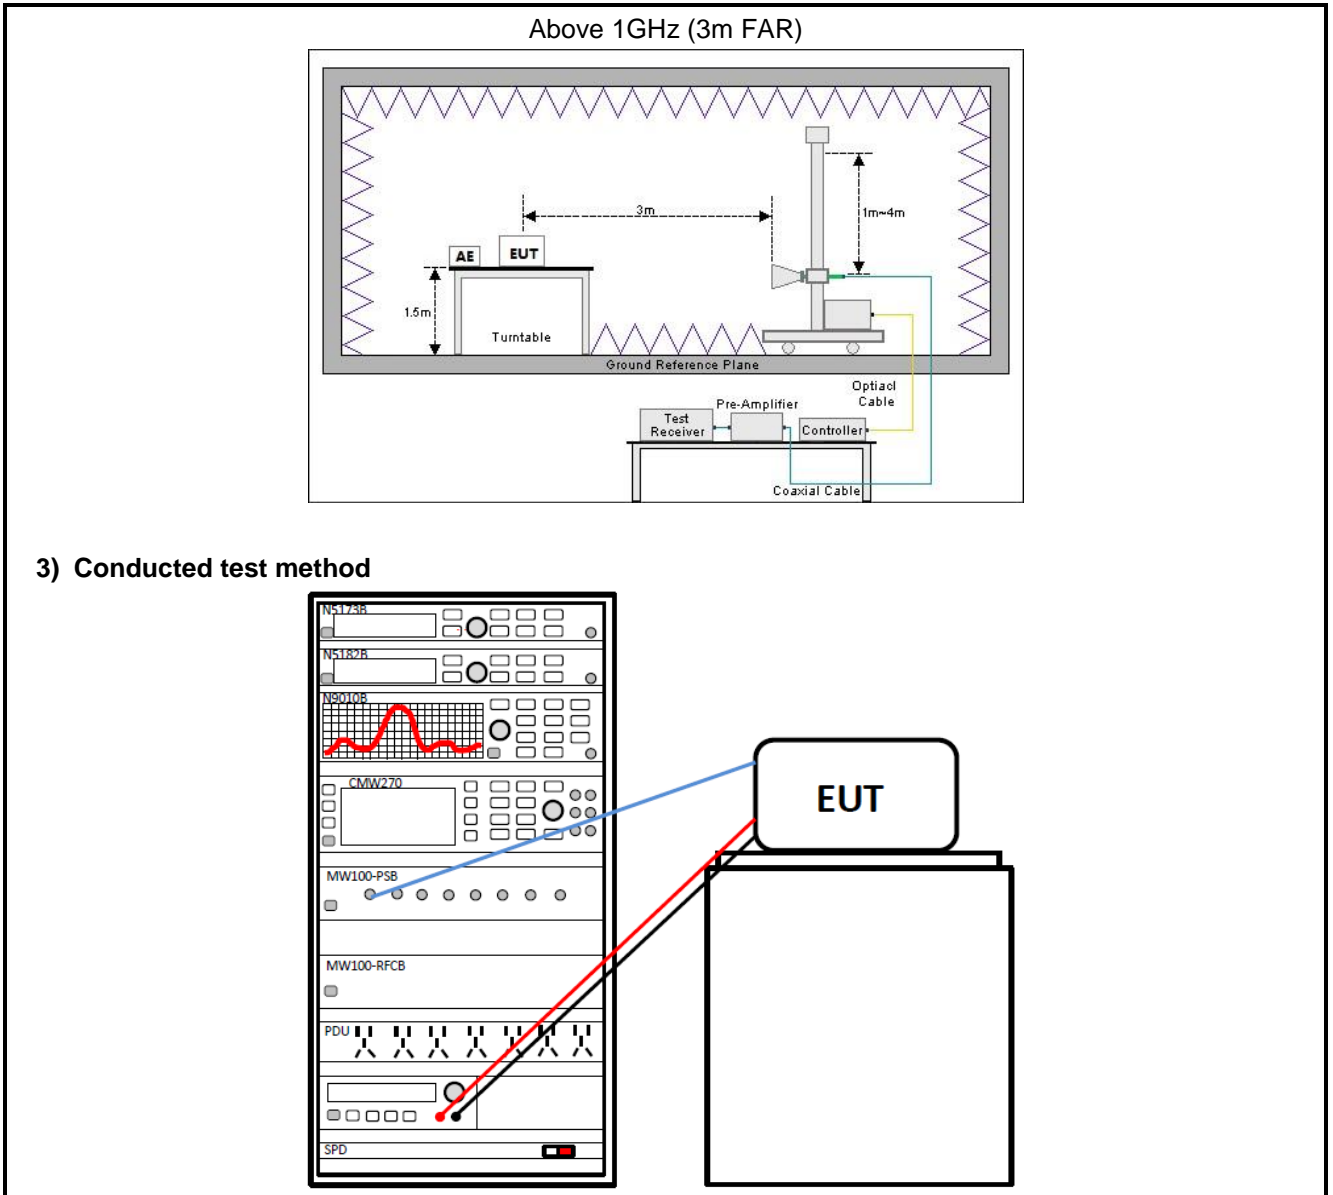 Above 1GHz (3m FAR)
3m
1m~4m
AE
EUT
1.5m
Turntable
Ground Reference Plane
Optiacl
Cable
Pre-Amplifier
Test
Receiver
Controller
Coaxial Cable
3) Conducted test method
N5173B
N5182B
N9010B
CMW270
EUT
MW100-PSB
MW100-RFCB
PDU
SPD